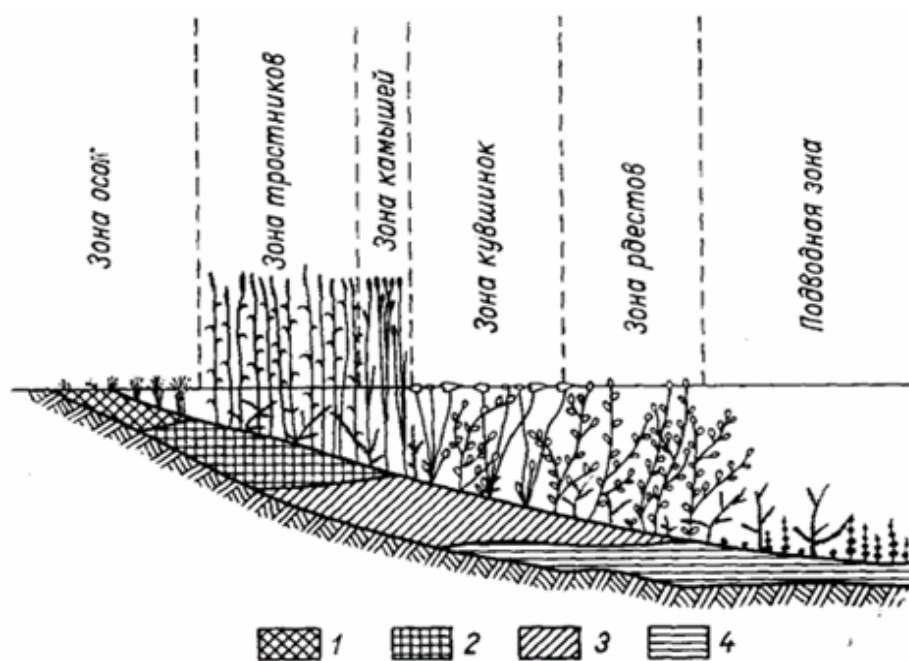 Зона осок
Зона тростников
Зона камышей
Зона кувшинок
Зона рдестов
Подводная зона
1 2 3 4